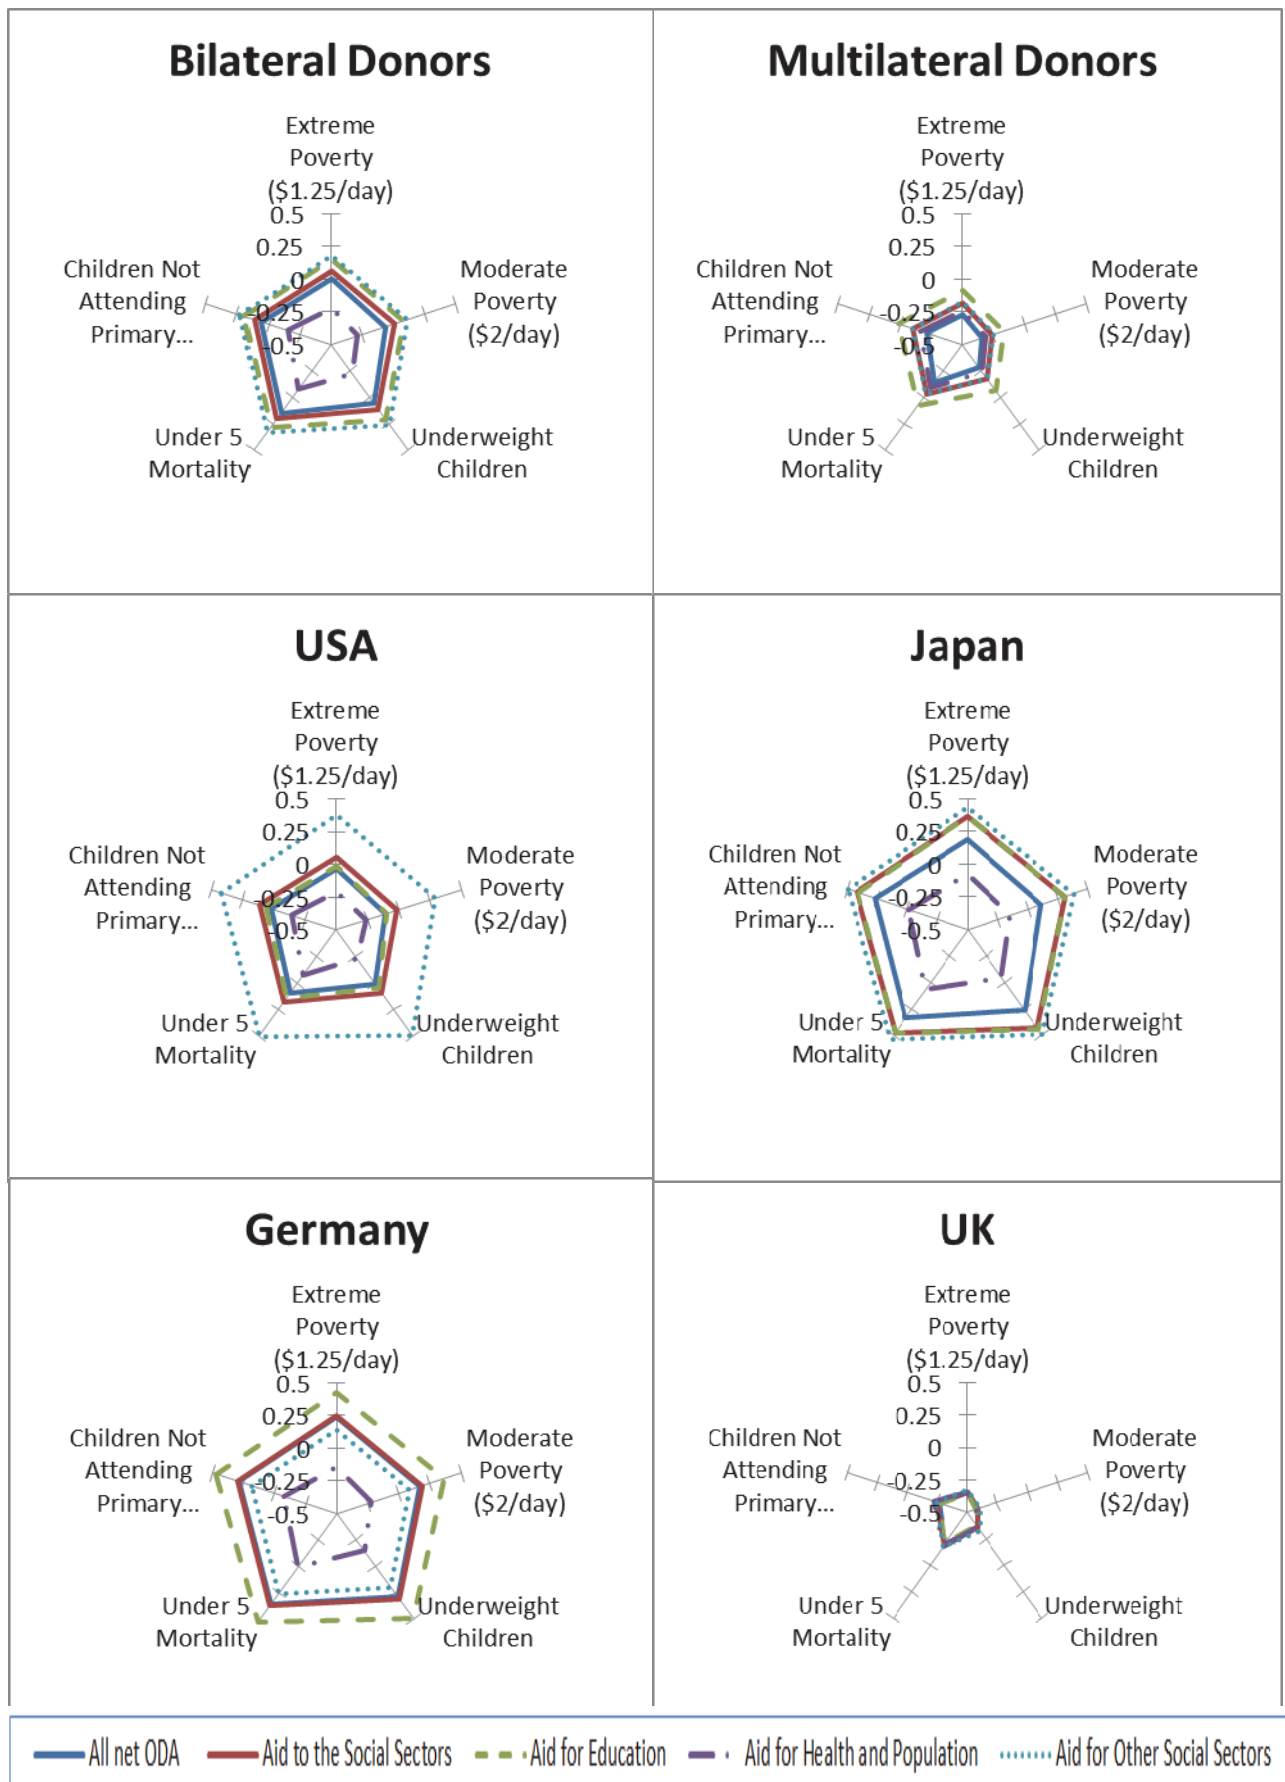 Bilateral Donors
Extreme
Poverty
($1.25/day)
0.5
0.25
0
-0.25
-0.5
Children Not
Attending
Primary...
Moderate
Poverty
($2/day)
Under 5
Mortality
Underweight
Children
Multilateral Donors
Extreme
Poverty
($1.25/day)
0.5
0.25
0
-0.25
-0.5
Children Not
Attending
Primary...
Moderate
Poverty
($2/day)
Under 5
Mortality
Underweight
Children
USA
Extreme
Poverty
($1.25/day)
0.5
0.25
0
-0.25
-0.5
Children Not
Attending
Primary...
Moderate
Poverty
($2/day)
Under 5
Mortality
Underweight
Children
Japan
Extreme
Poverty
($1.25/day)
0.5
0.25
0
-0.25
-0.5
Children Not
Attending
Primary...
Moderate
Poverty
($2/day)
Under 5
Mortality
Underweight
Children
Germany
Extreme
Poverty
($1.25/day)
0.5
0.25
0
-0.25
-0.5
Children Not
Attending
Primary...
Moderate
Poverty
($2/day)
Under 5
Mortality
Underweight
Children
UK
Extreme
Poverty
($1.25/day)
0.5
0.25
0
-0.25
-0.5
Children Not
Attending
Primary...
Moderate
Poverty
($2/day)
Under 5
Mortality
Underweight
Children
All net ODA Aid to the Social Sectors Aid for Education Aid for Health and Population Aid for Other Social Sectors